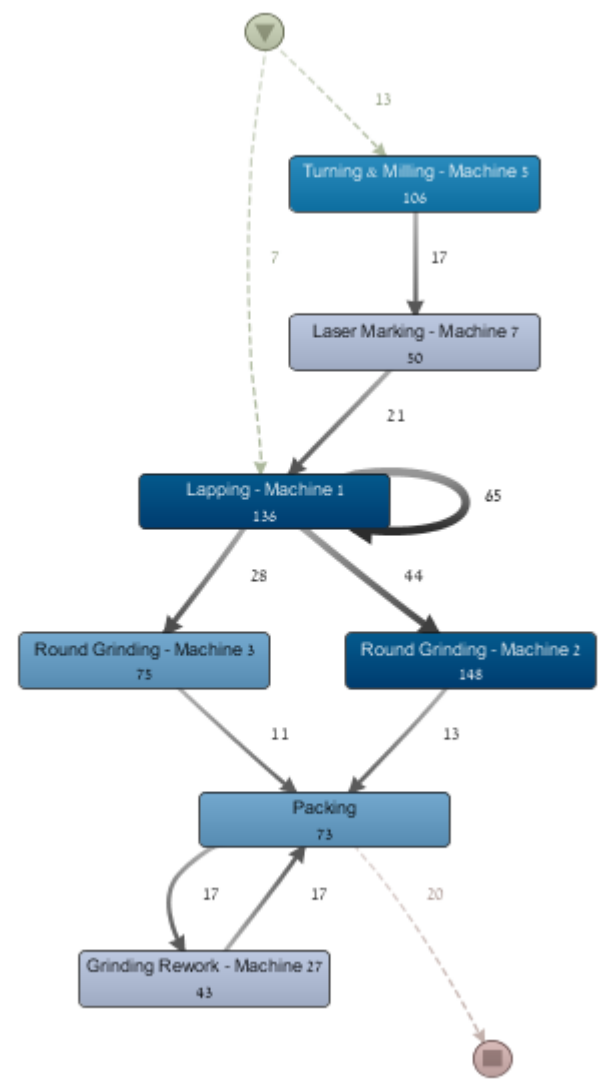 13
Turning & Milling - Machine 5
106
7
17
Laser Marking - Machine 7
50
21
Lapping - Machine 1
136
65
28
44
Round Grinding - Machine 3
75
Round Grinding - Machine 2
148
11
13
Packing
73
17
17
20
Grinding Rework - Machine 27
43